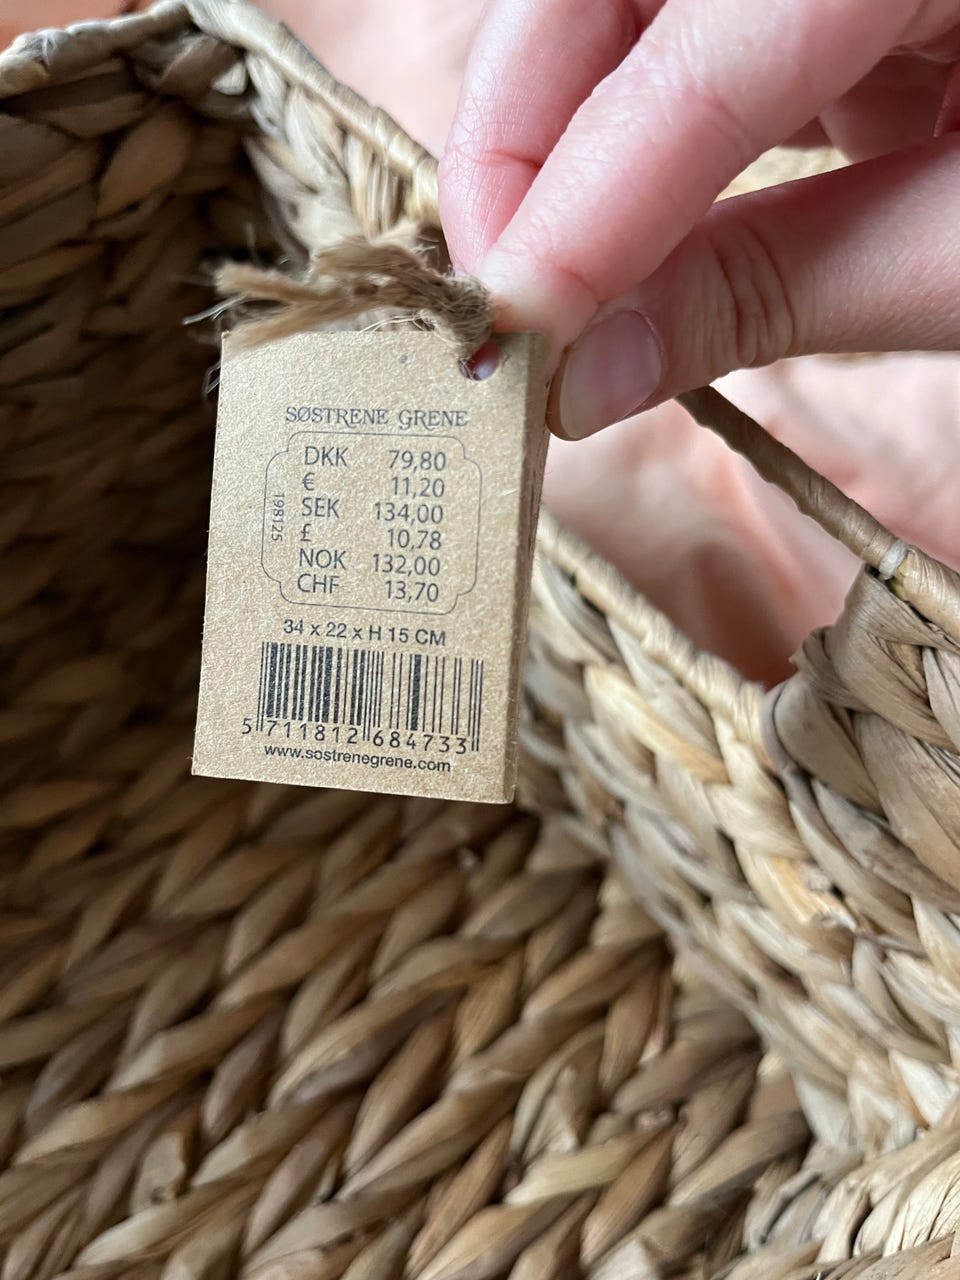 SØSTRENE GRENE
DKK 79,80
€ 11,20
SEK 134,00
£ 10,78
NOK 132,00
CHF 13,70
198125
34 x 22 x H 15 CM
5 711812 684733
www.søstrenegrene.com